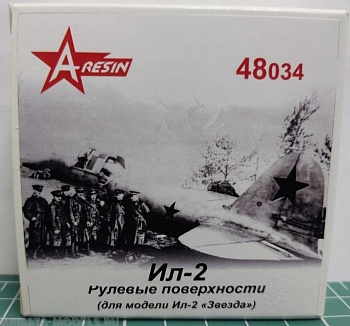 A-RESIN
48034
Ил-2
Рулевые поверхности
(для модели Ил-2 «Звезда»)